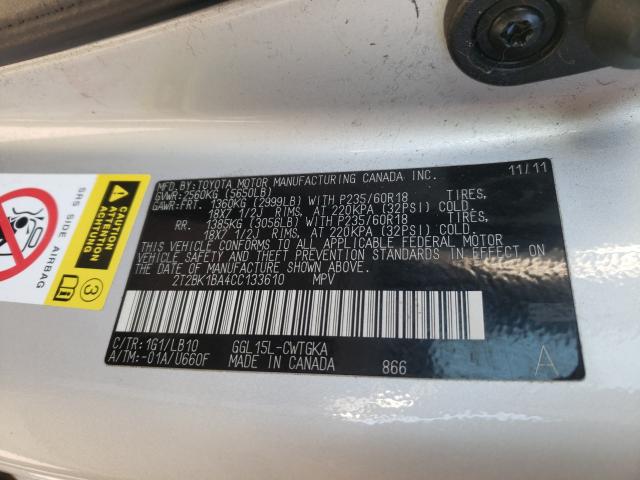 MFD.BY:TOYOTA MOTOR MANUFACTURING CANADA INC. 11/11
GVWR:2560KG (5650LB)
GAWR:FRT. 1360KG (2999LB) WITH P235/60R18 TIRES,
18X7 1/2J RIMS, AT 220KPA (32PSI) COLD.
RR. 1385KG (3056LB) WITH P235/60R18 TIRES,
18X7 1/2J RIMS, AT 220KPA (32PSI) COLD.
THIS VEHICLE CONFORMS TO ALL APPLICABLE FEDERAL MOTOR
VEHICLE SAFETY AND THEFT PREVENTION STANDARDS IN EFFECT ON
THE DATE OF MANUFACTURE SHOWN ABOVE.
2T2BK1BA4CC133610 MPV
C/TR:1G1/LB10 GGL15L-CWTGKA
A/TM:-01A/U660F MADE IN CANADA 866
A
SRS SIDE AIRBAG
CAUTION
ATTENTION
ACHTUNG
3